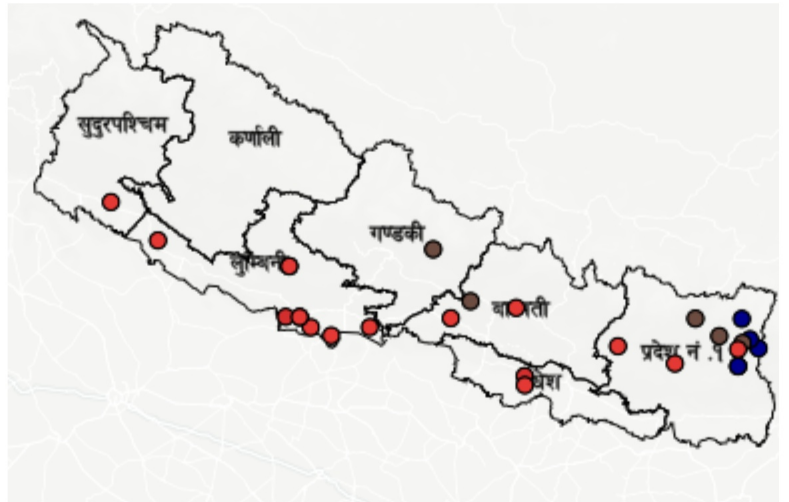 सुदुरपश्चिम
कर्णाली
गण्डकी
लुम्बिनी
प्रदेश नं .१